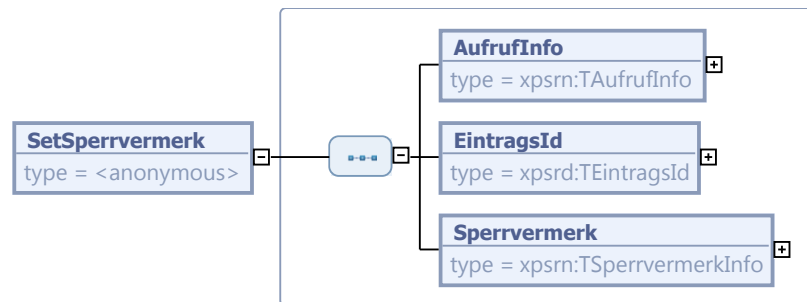 AufrufInfo
type = xpsrn:TAufrufInfo
SetSperrvermerk
type = <anonymous>
EintragsId
type = xpsrd:TEintragsId
Sperrvermerk
type = xpsrn:TSperrvermerkInfo